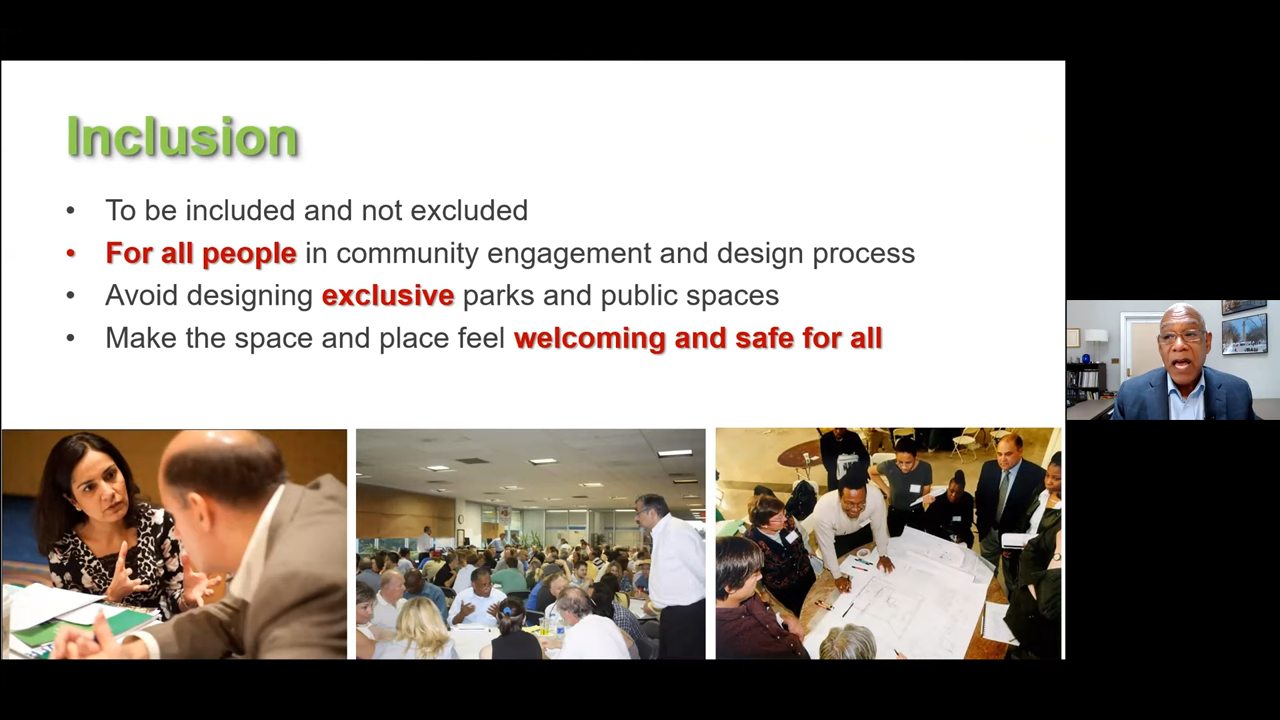 Inclusion
• To be included and not excluded
• For all people in community engagement and design process
• Avoid designing exclusive parks and public spaces
• Make the space and place feel welcoming and safe for all